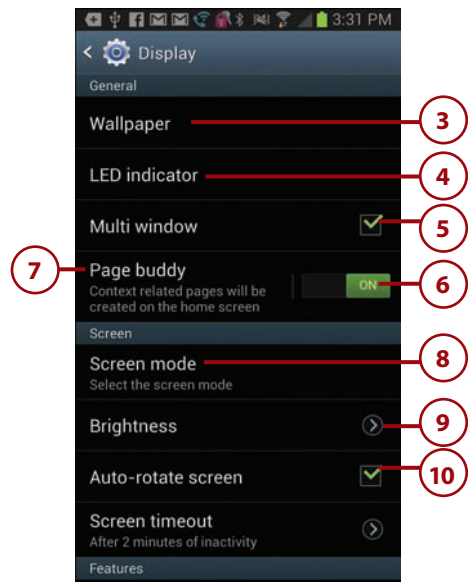 3:31 PM
Display
General
Wallpaper
3
LED indicator
4
Multi window
5
7
Page buddy
Context related pages will be
created on the home screen
ON
6
Screen
Screen mode
Select the screen mode
8
Brightness
9
Auto-rotate screen
10
Screen timeout
After 2 minutes of inactivity
Features